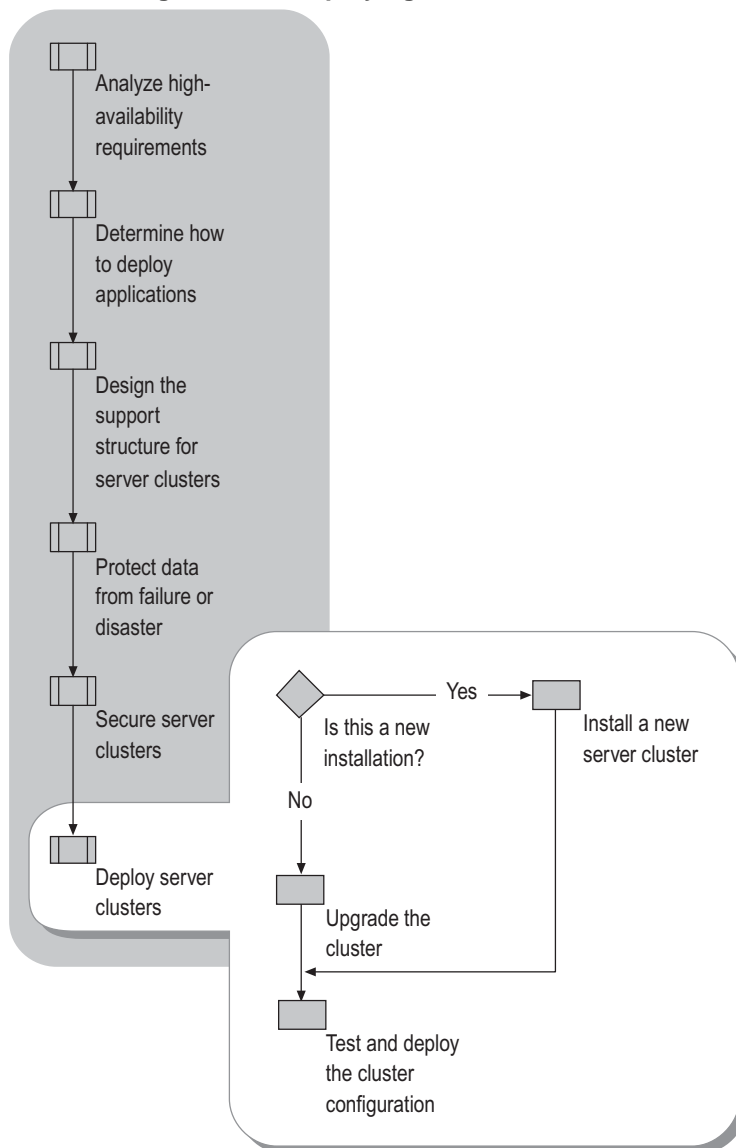 Analyze high-
availability
requirements
Determine how
to deploy
applications
Design the
support
structure for
server clusters
Protect data
from failure or
disaster
Secure server
clusters
Deploy server
clusters
Is this a new
installation?
Yes
Install a new
server cluster
No
Upgrade the
cluster
Test and deploy
the cluster
configuration